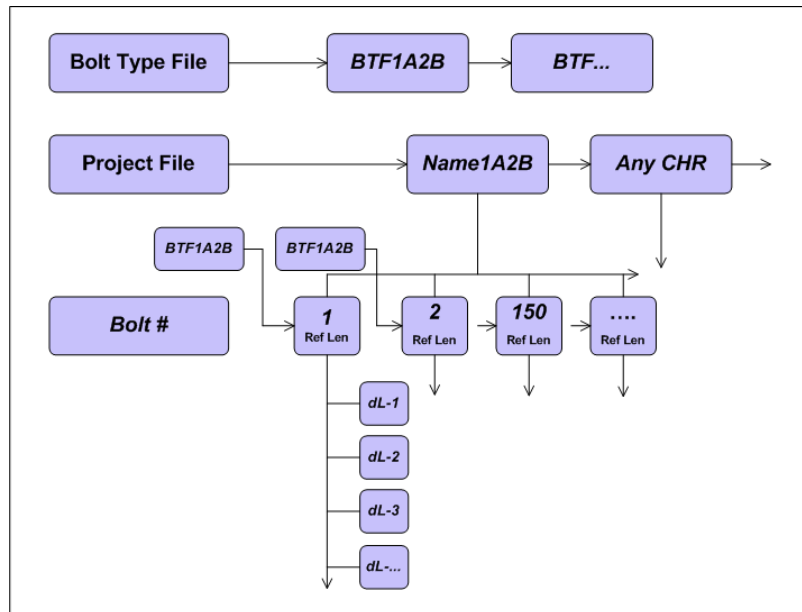 Bolt Type File
BTF1A2B
BTF...
Project File
Name1A2B
Any CHR
BTF1A2B
BTF1A2B
Bolt #
1
Ref Len
2
Ref Len
150
Ref Len
....
Ref Len
dL-1
dL-2
dL-3
dL-...